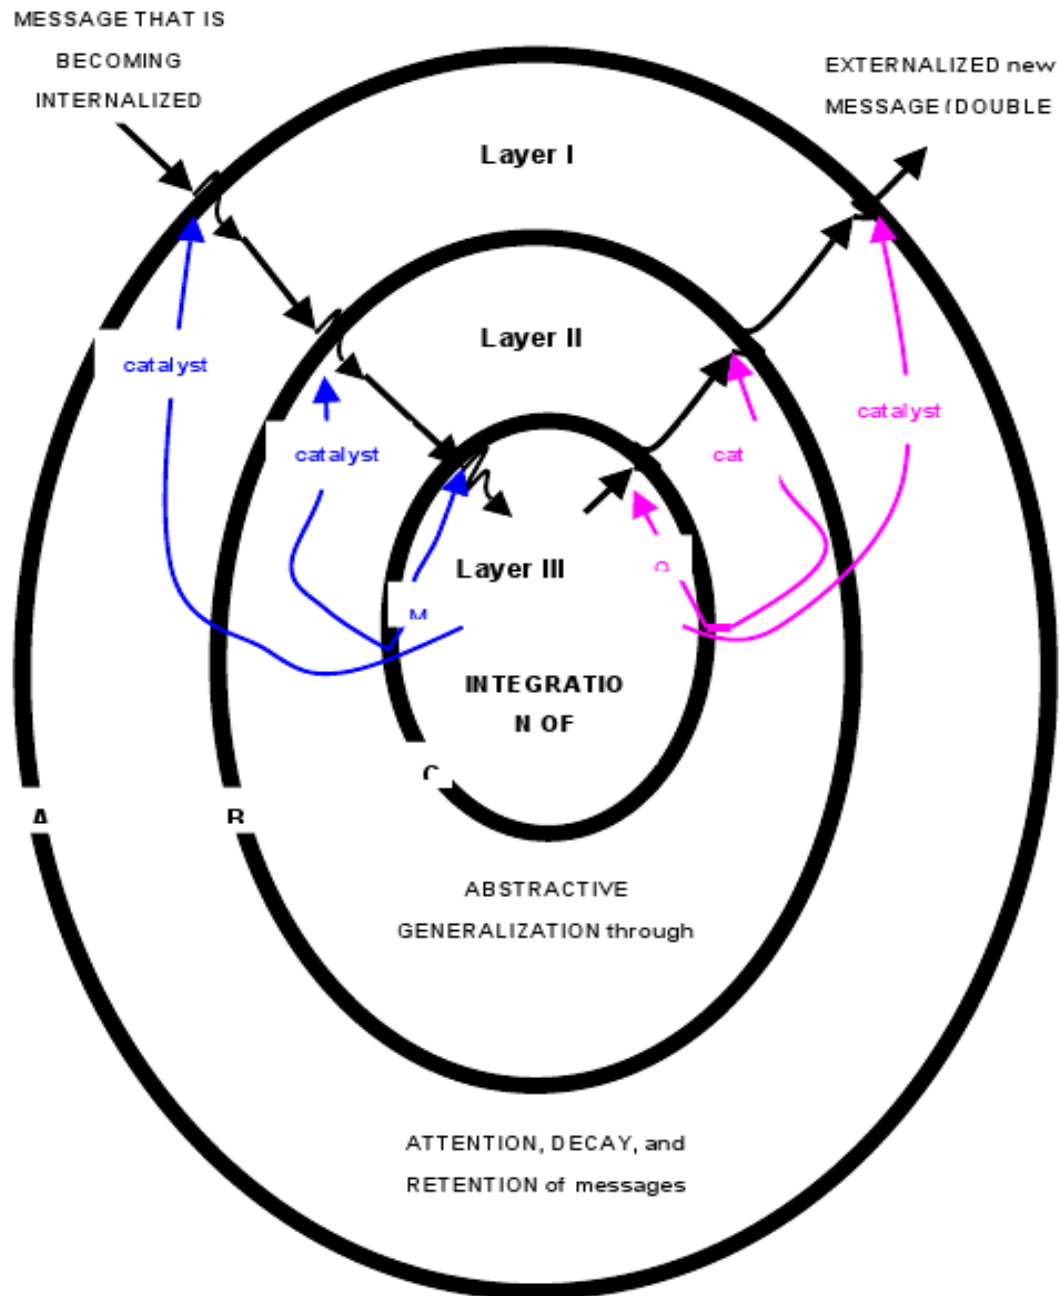 MESSAGE THAT IS
BECOMING
INTERNALIZED
EXTERNALIZED new
MESSAGE (DOUBLE
Layer I
Layer II
catalyst
catalyst
catalyst
cat
Layer III
M
INTEGRATIO
N OF
C
A
B
ABSTRACTIVE
GENERALIZATION through
ATTENTION, DECAY, and
RETENTION of messages